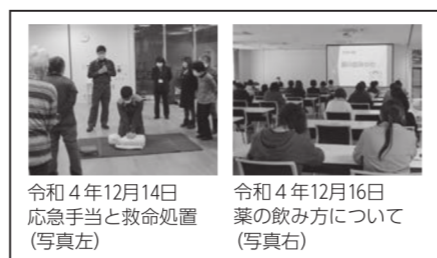 令和４年12月14日
応急手当と救命処置
(写真左)
令和４年12月16日
薬の飲み方について
(写真右)